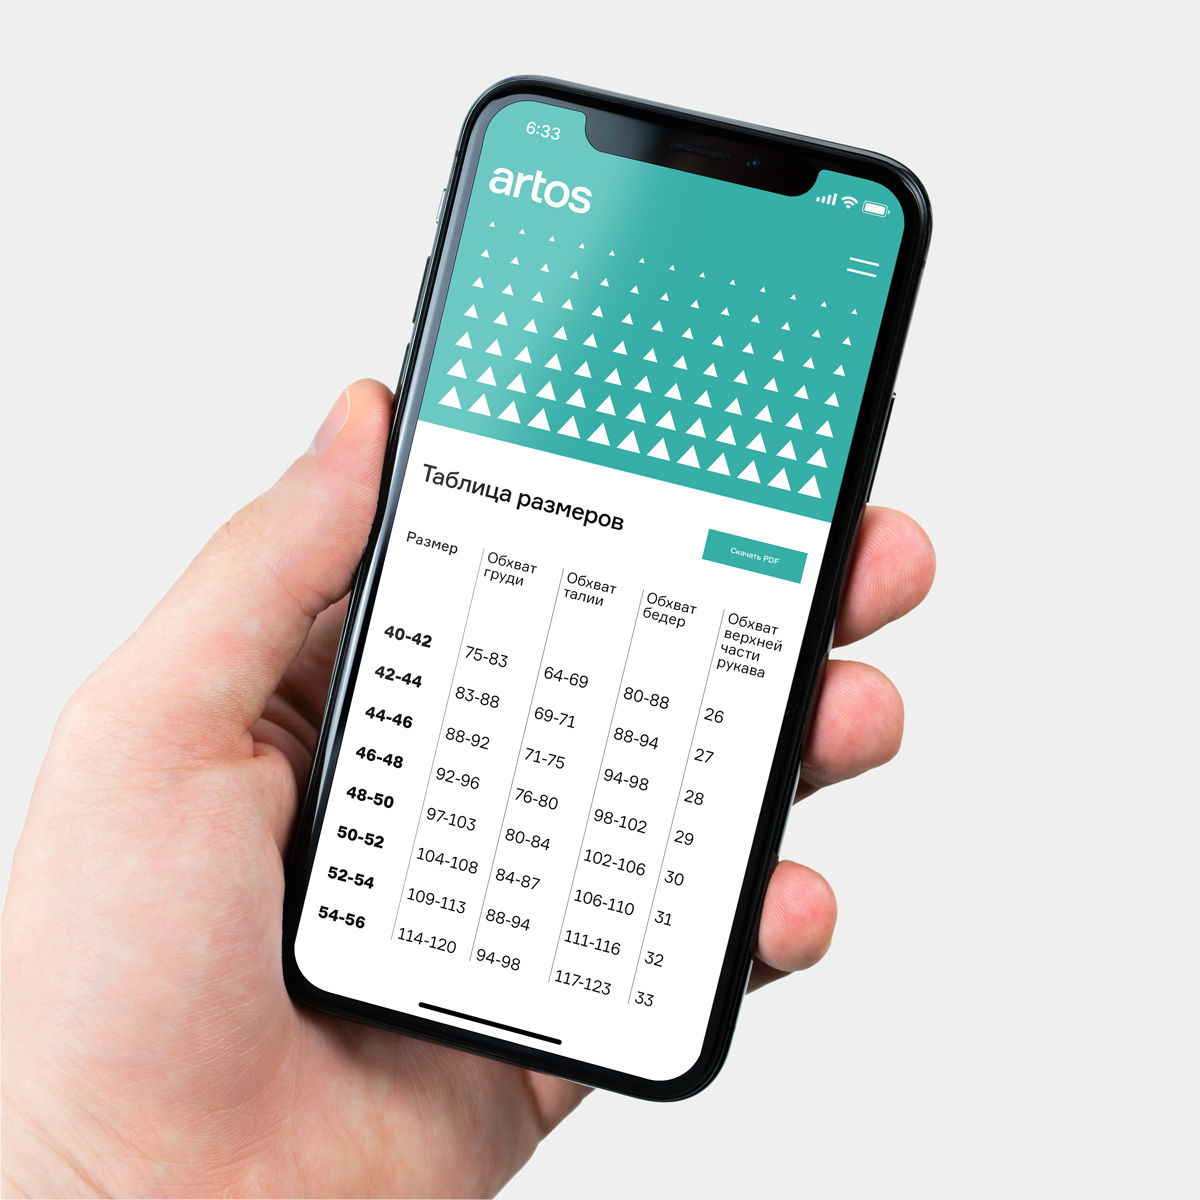 6:33
artos
Таблица размеров
Скачать PDF
Размер
Обхват
груди
Обхват
талии
Обхват
бедер
Обхват
верхней
части
рукава
40-42 75-83 64-69 80-88 26
42-44 83-88 69-71 88-94 27
44-46 88-92 71-75 94-98 28
46-48 92-96 76-80 98-102 29
48-50 97-103 80-84 102-106 30
50-52 104-108 84-87 106-110 31
52-54 109-113 88-94 111-116 32
54-56 114-120 94-98 117-123 33